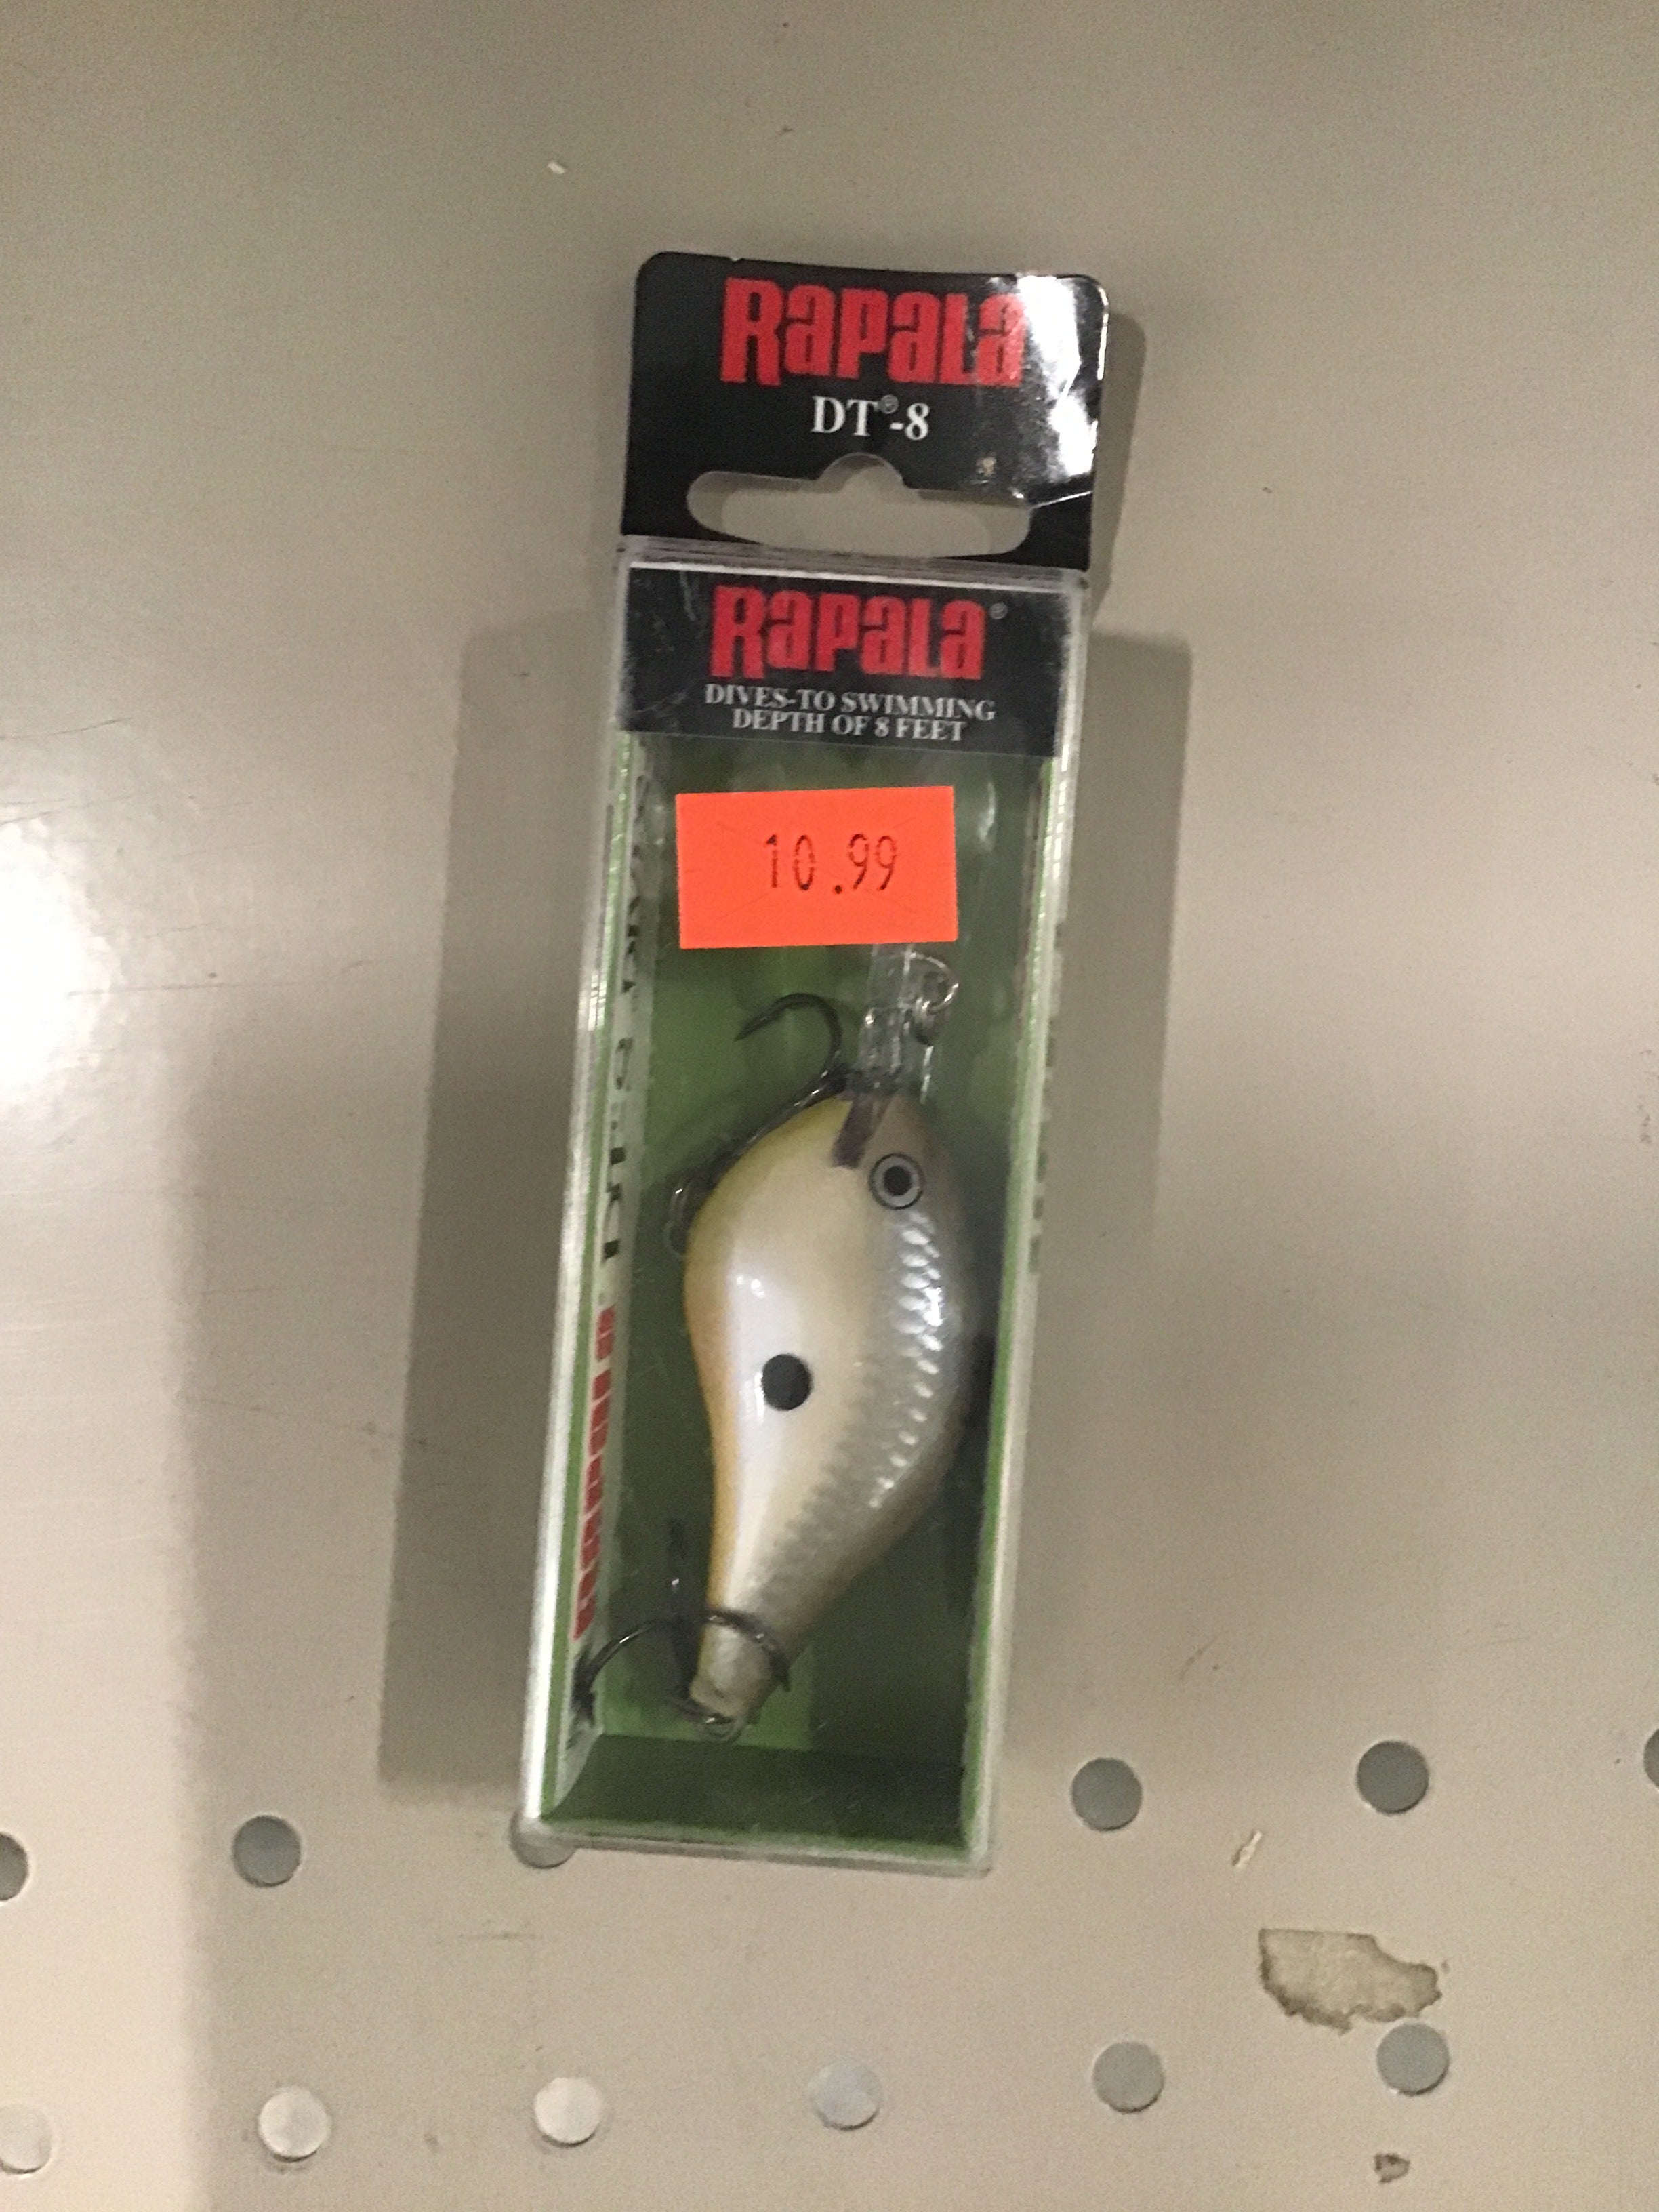 Rapala
DT®-8
Rapala®
DIVES-TO SWIMMING
DEPTH OF 8 FEET
10.99